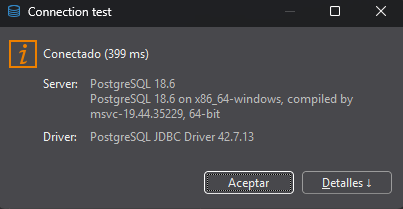 Connection test
Conectado (399 ms)
Server: PostgreSQL 18.6
PostgreSQL 18.6 on x86_64-windows, compiled by
msvc-19.44.35229, 64-bit
Driver: PostgreSQL JDBC Driver 42.7.13
Aceptar Detalles ↓